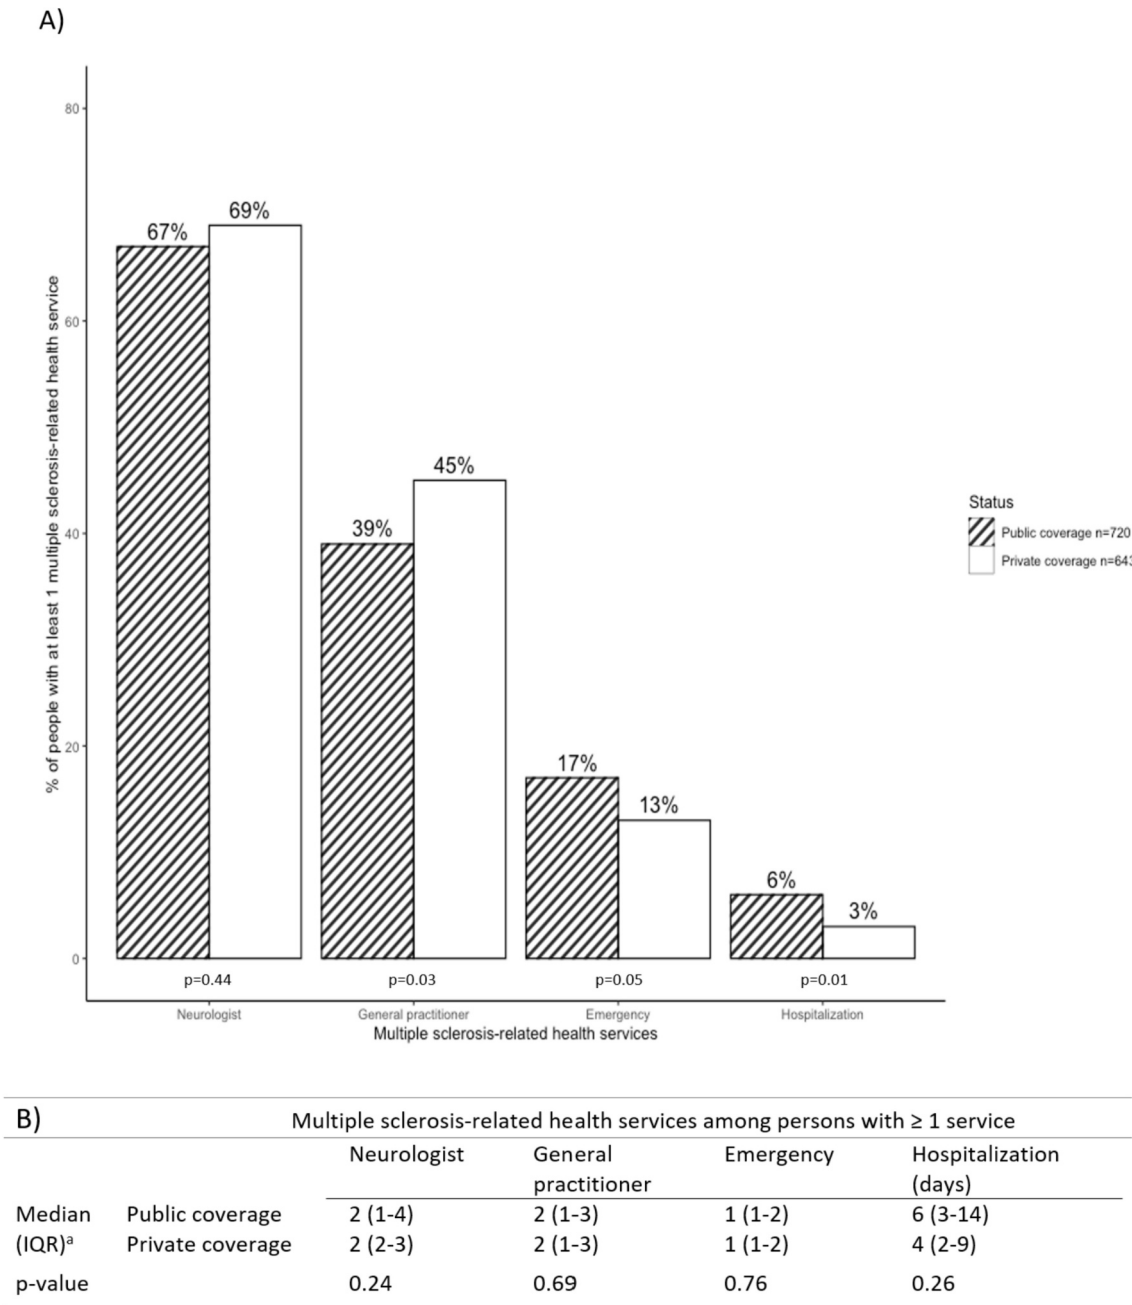 A)
% of people with at least 1 multiple sclerosis-related health service
80
60
40
20
0
67%
69%
39%
45%
17%
13%
6%
3%
p=0.44
p=0.03
p=0.05
p=0.01
Neurologist
General practitioner
Emergency
Hospitalization
Multiple sclerosis-related health services
Status
Public coverage n=720
Private coverage n=643
B)
Multiple sclerosis-related health services among persons with ≥ 1 service
Neurologist General Emergency Hospitalization
practitioner (days)
Median Public coverage 2 (1-4) 2 (1-3) 1 (1-2) 6 (3-14)
(IQR)ᵃ Private coverage 2 (2-3) 2 (1-3) 1 (1-2) 4 (2-9)
p-value 0.24 0.69 0.76 0.26